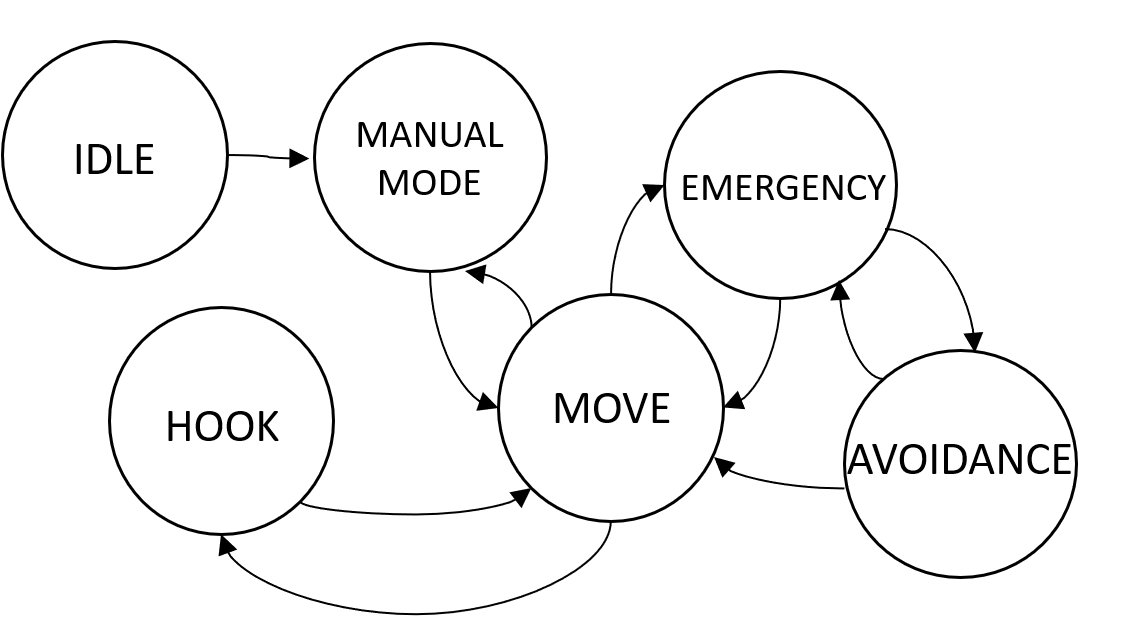 IDLE
MANUAL
MODE
EMERGENCY
HOOK
MOVE
AVOIDANCE